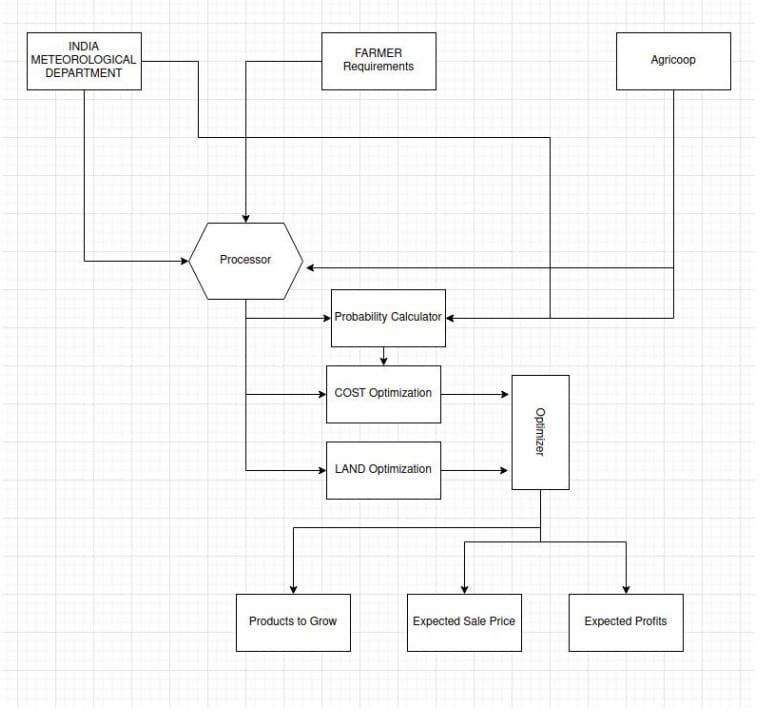 INDIA
METEOROLOGICAL
DEPARTMENT
FARMER
Requirements
Agricoop
Processor
Probability Calculator
COST Optimization
Optimizer
LAND Optimization
Products to Grow
Expected Sale Price
Expected Profits